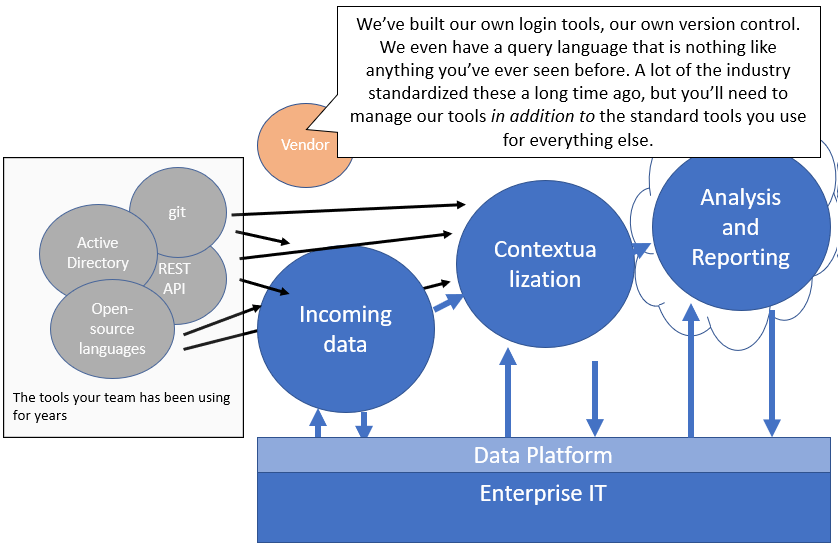 We’ve built our own login tools, our own version control.
We even have a query language that is nothing like
anything you’ve ever seen before. A lot of the industry
standardized these a long time ago, but you’ll need to
manage our tools in addition to the standard tools you use
for everything else.
Vendor
git
Active
Directory
REST
API
Open-
source
languages
The tools your team has been using
for years
Incoming
data
Contextua
lization
Analysis
and
Reporting
Data Platform
Enterprise IT